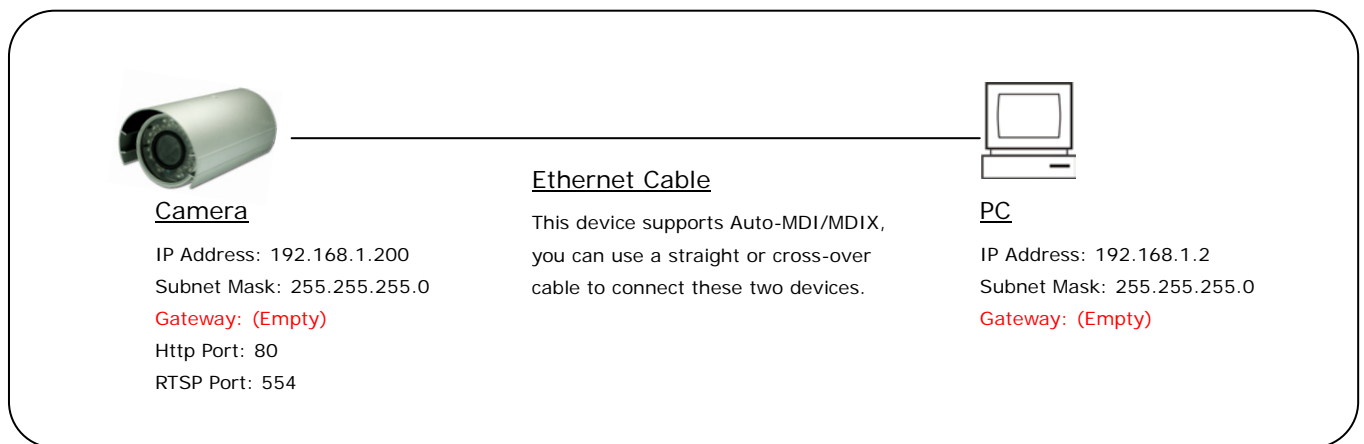 Camera
IP Address: 192.168.1.200
Subnet Mask: 255.255.255.0
Gateway: (Empty)
Http Port: 80
RTSP Port: 554
Ethernet Cable
This device supports Auto-MDI/MDIX,
you can use a straight or cross-over
cable to connect these two devices.
PC
IP Address: 192.168.1.2
Subnet Mask: 255.255.255.0
Gateway: (Empty)